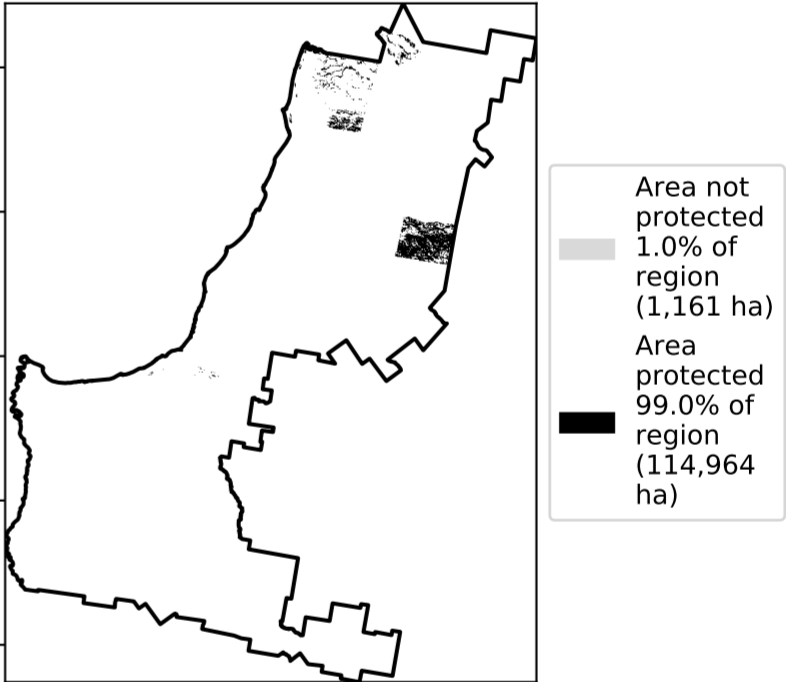 Area not
protected
1.0% of
region
(1,161 ha)
Area
protected
99.0% of
region
(114,964
ha)